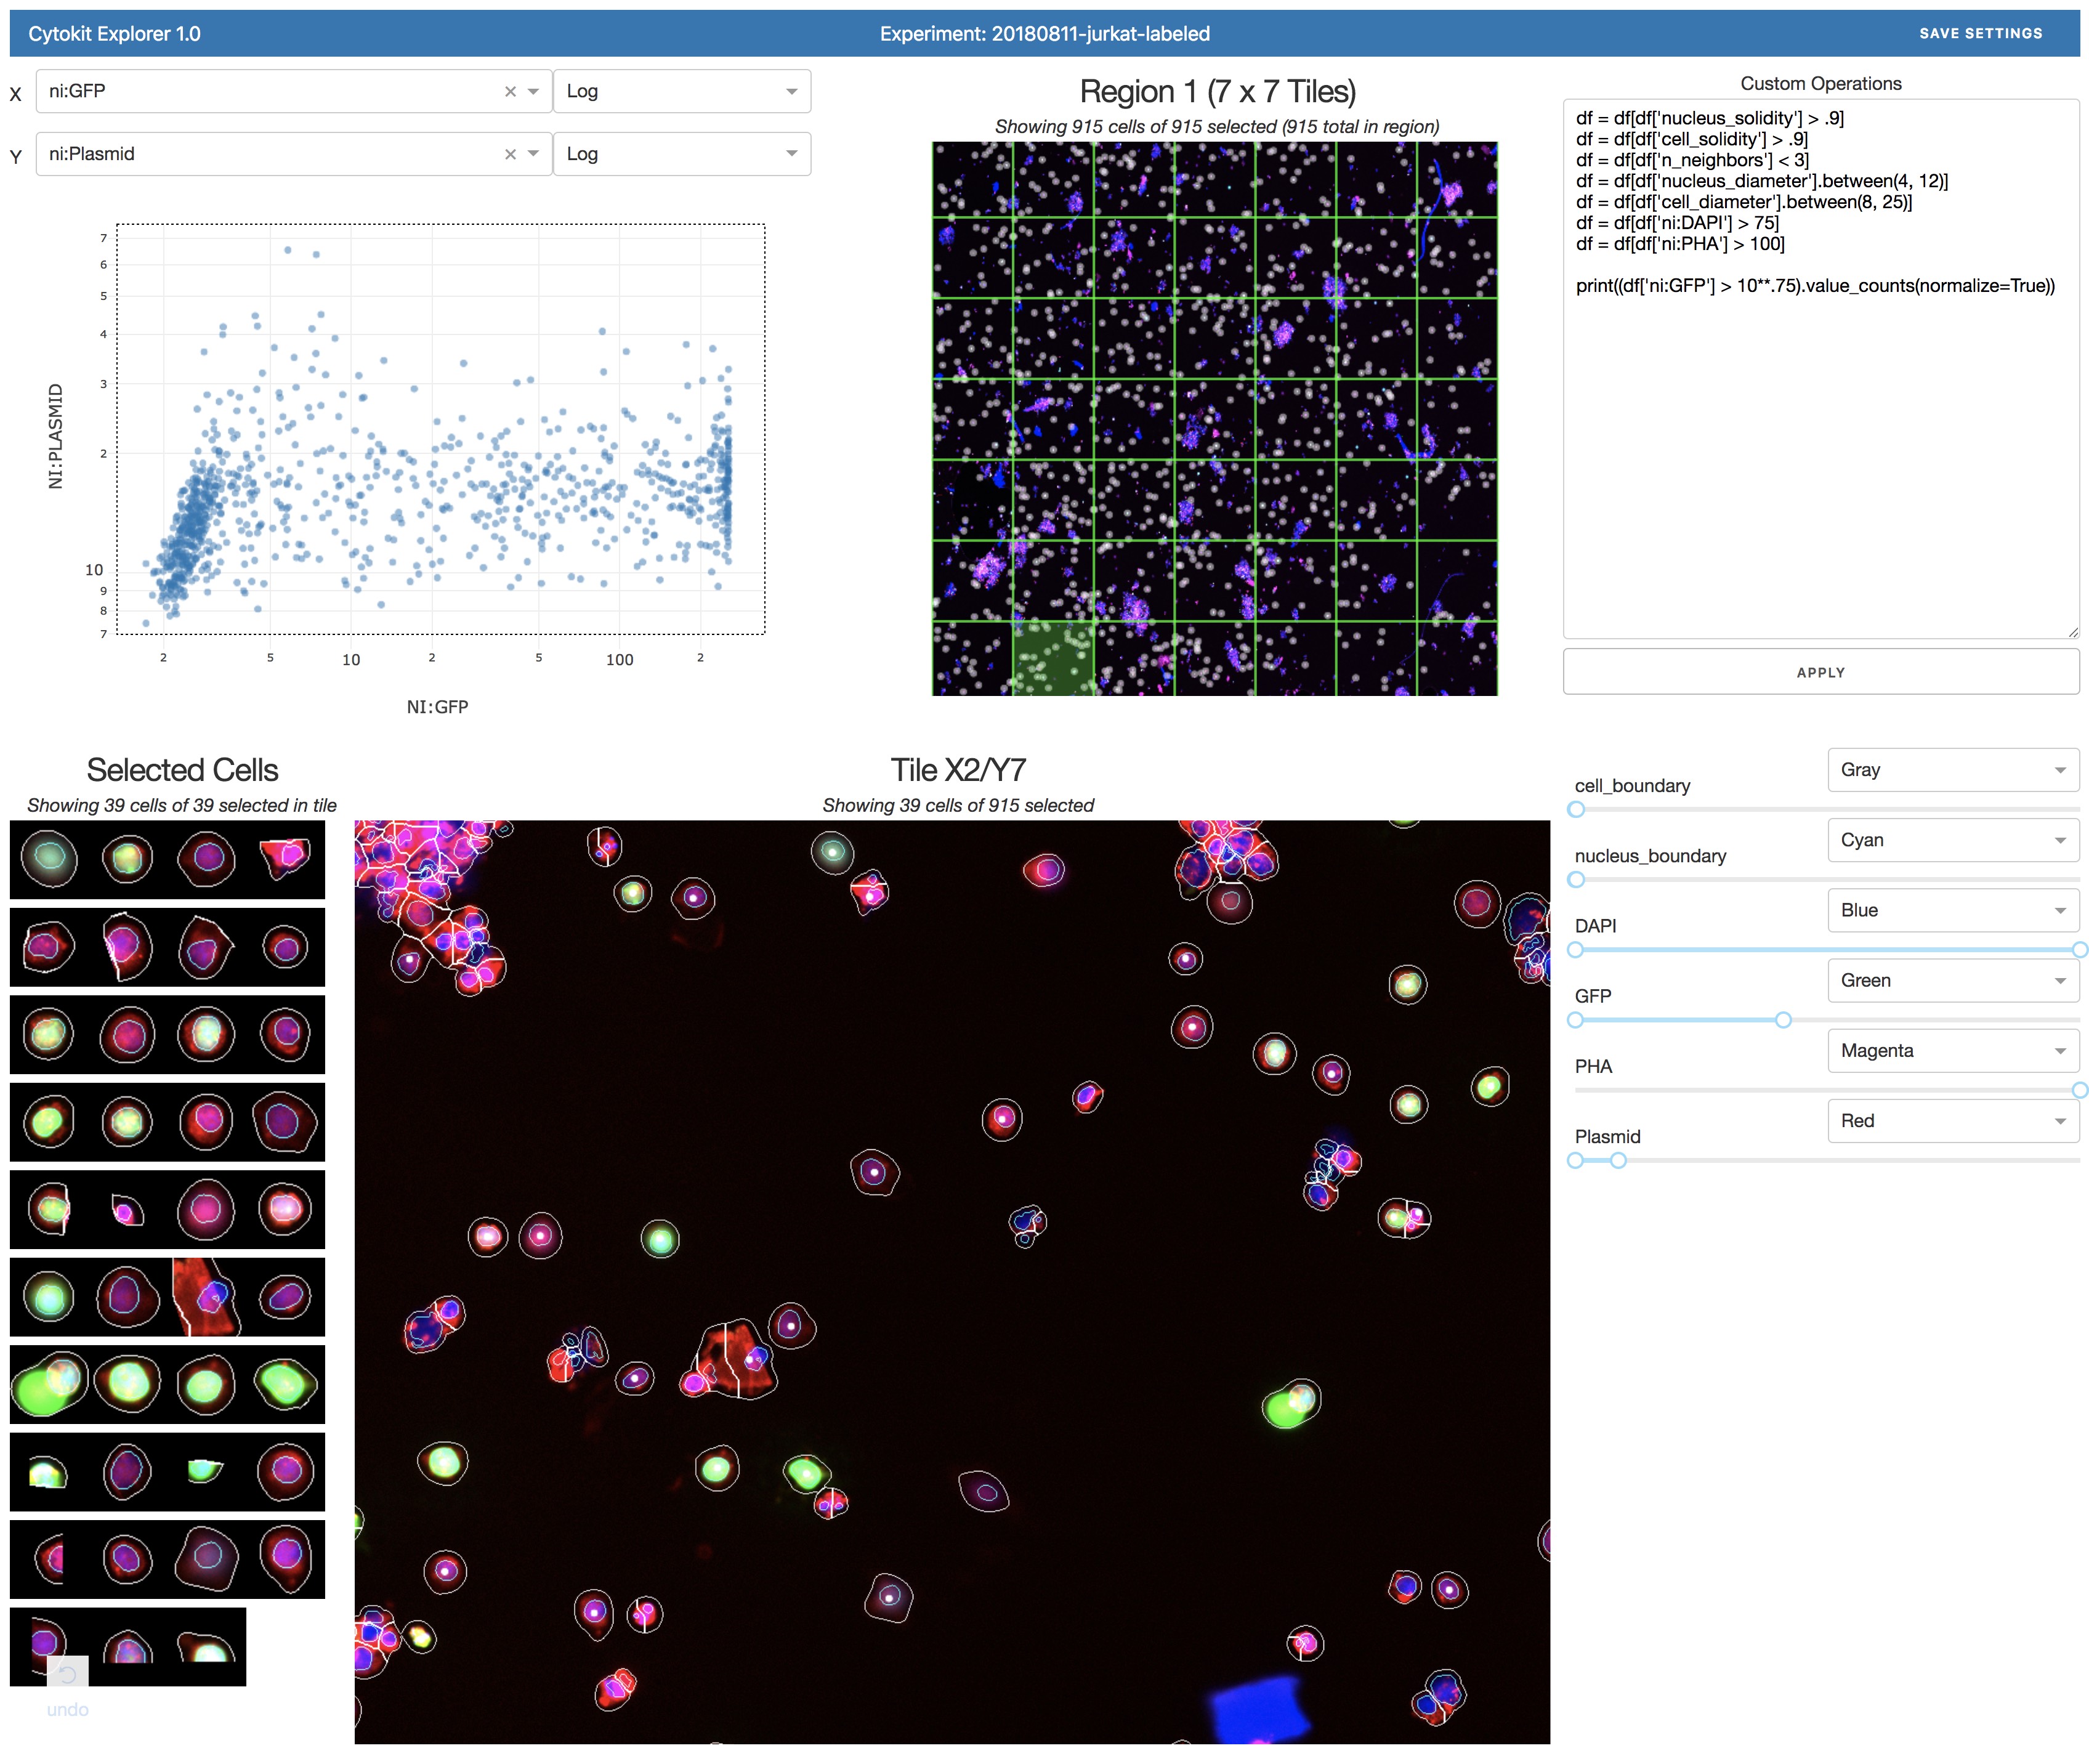 Cytokit Explorer 1.0
Experiment: 20180811-jurkat-labeled
SAVE SETTINGS
X
ni:GFP
× 
Log
Y
ni:Plasmid
×
Log
7
6
5
4
3
2
10
9
8
7
NI:PLASMID
2
5
10
2
5
100
2
NI:GFP
Region 1 (7 x 7 Tiles)
Showing 915 cells of 915 selected (915 total in region)
Custom Operations
df = df[df['nucleus_solidity'] > .9]
df = df[df['cell_solidity'] > .9]
df = df[df['n_neighbors'] < 3]
df = df[df['nucleus_diameter'].between(4, 12)]
df = df[df['cell_diameter'].between(8, 25)]
df = df[df['ni:DAPI'] > 75]
df = df[df['ni:PHA'] > 100]
print((df['ni:GFP'] > 10**.75).value_counts(normalize=True))
APPLY
Selected Cells
Showing 39 cells of 39 selected in tile
undo
Tile X2/Y7
Showing 39 cells of 915 selected
cell_boundary
Gray
nucleus_boundary
Cyan
DAPI
Blue
GFP
Green
PHA
Magenta
Plasmid
Red